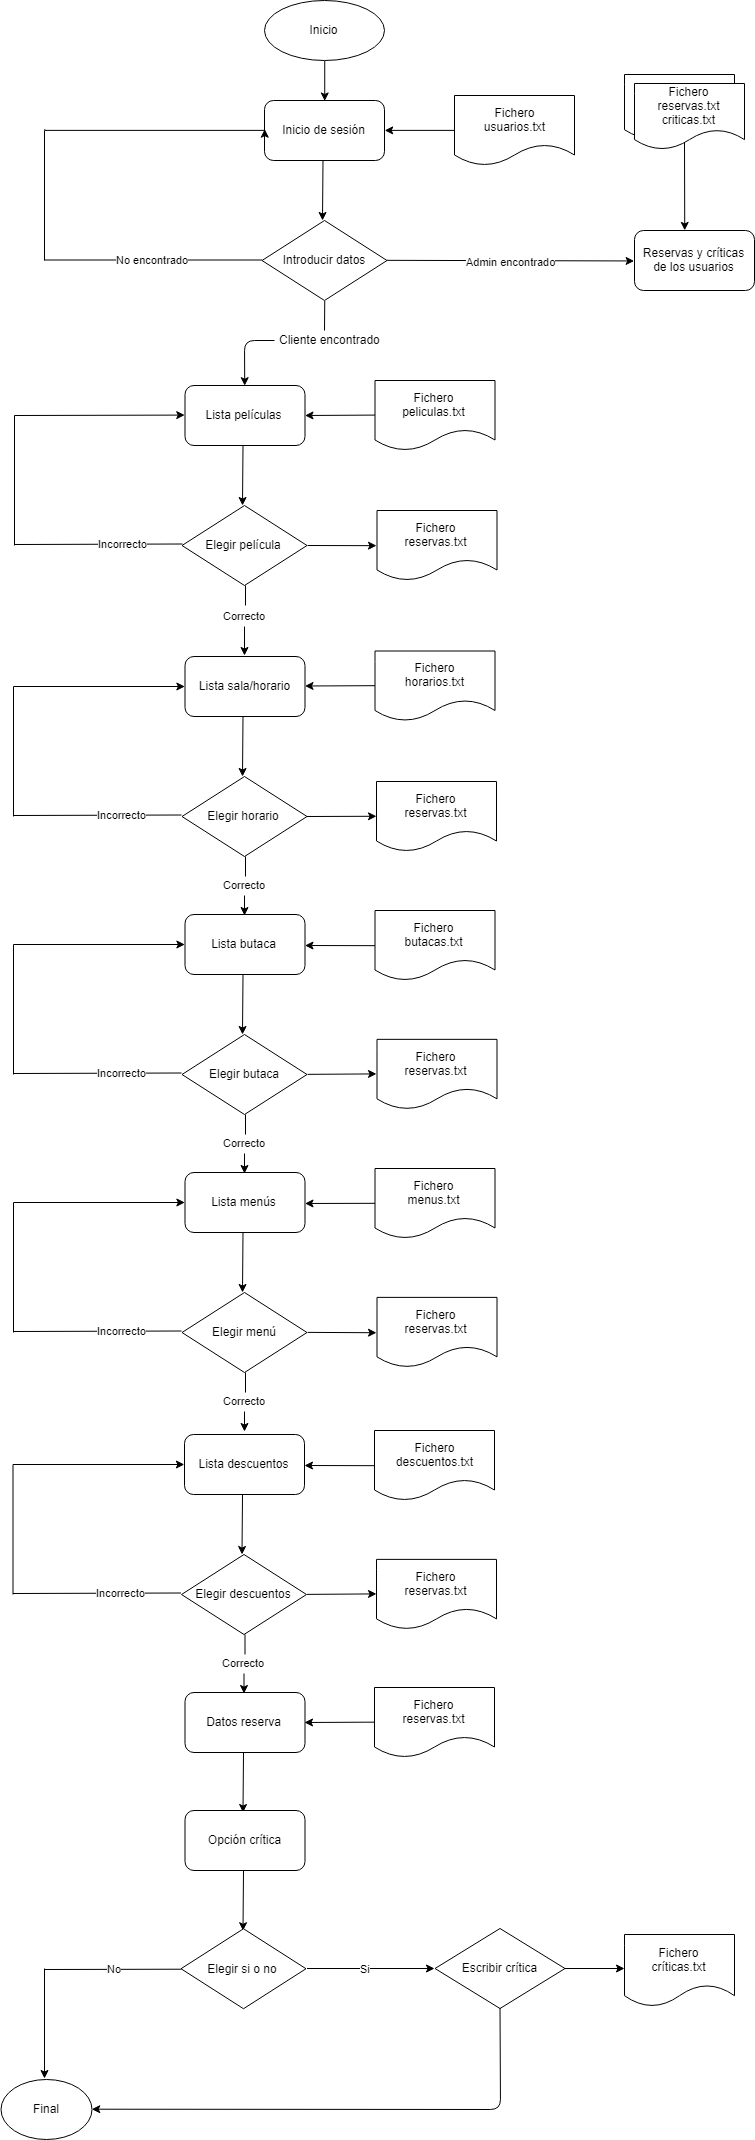 Inicio
Inicio de sesión
Fichero
usuarios.txt
Fichero
reservas.txt
criticas.txt
Introducir datos
No encontrado
Admin encontrado
Reservas y críticas
de los usuarios
Cliente encontrado
Lista películas
Fichero
peliculas.txt
Incorrecto
Elegir película
Fichero
reservas.txt
Correcto
Lista sala/horario
Fichero
horarios.txt
Incorrecto
Elegir horario
Fichero
reservas.txt
Correcto
Lista butaca
Fichero
butacas.txt
Incorrecto
Elegir butaca
Fichero
reservas.txt
Correcto
Lista menús
Fichero
menus.txt
Incorrecto
Elegir menú
Fichero
reservas.txt
Correcto
Lista descuentos
Fichero
descuentos.txt
Incorrecto
Elegir descuentos
Fichero
reservas.txt
Correcto
Datos reserva
Fichero
reservas.txt
Opción crítica
No
Elegir si o no
Si
Escribir crítica
Fichero
críticas.txt
Final